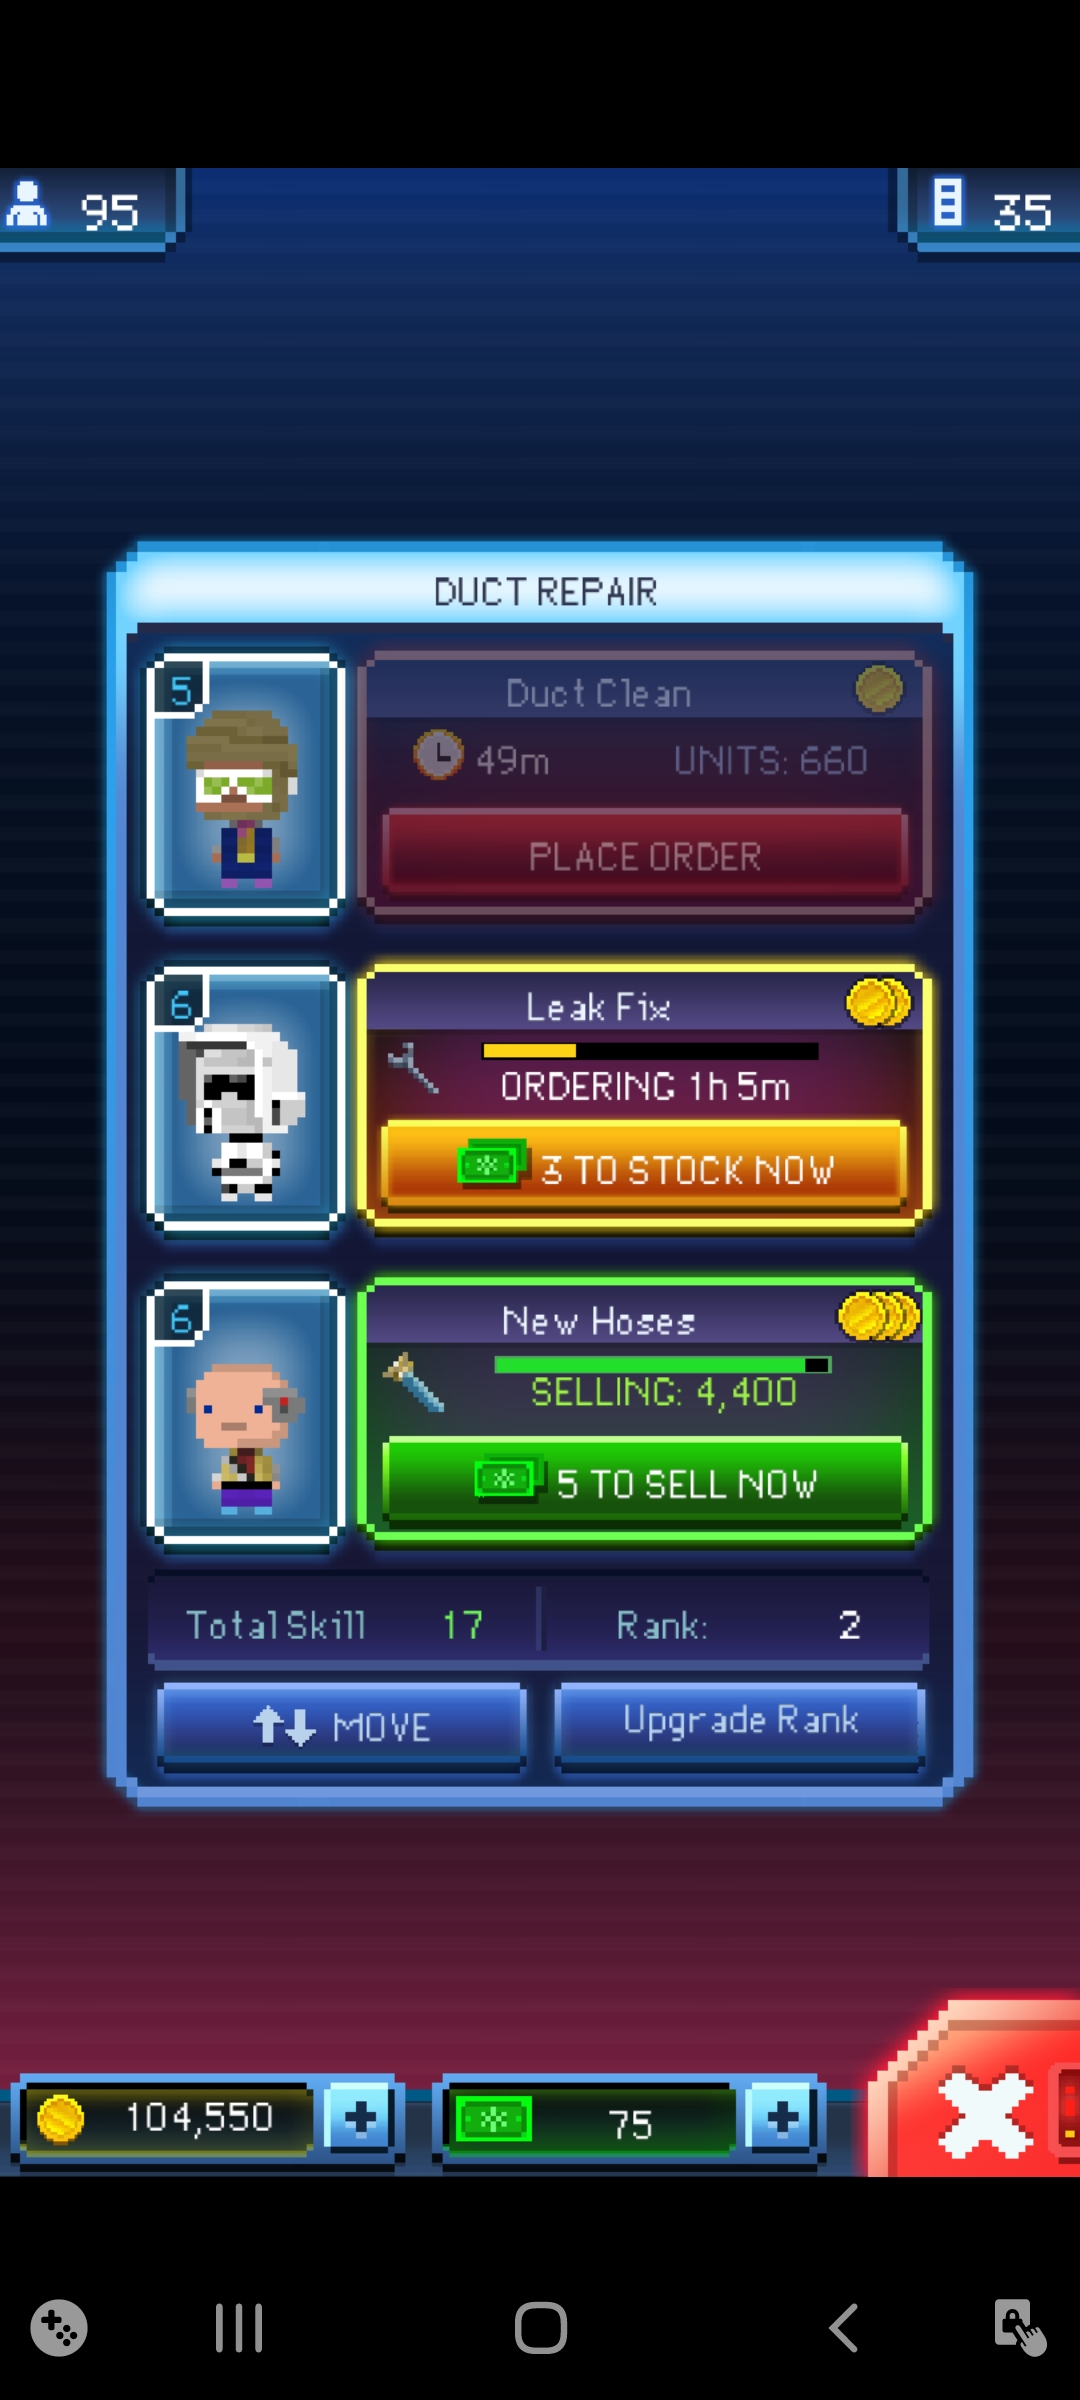 95
35
DUCT REPAIR
5
Duct Clean
49m UNITS: 660
PLACE ORDER
6
Leak Fix
ORDERING 1h 5m
3 TO STOCK NOW
6
New Hoses
SELLING: 4,400
5 TO SELL NOW
Total Skill 17 Rank: 2
MOVE Upgrade Rank
104,550 + 75 +